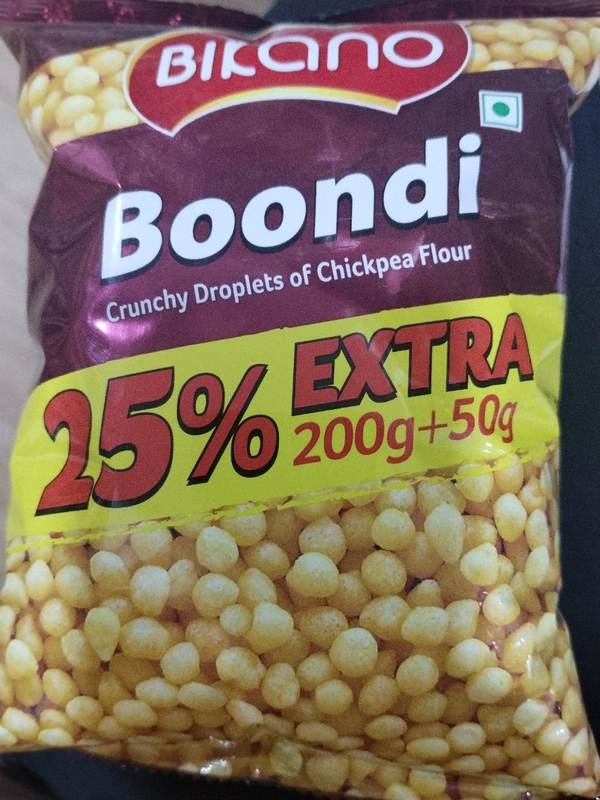 BIKANO
Boondi
Crunchy Droplets of Chickpea Flour
25% EXTRA
200g+50g